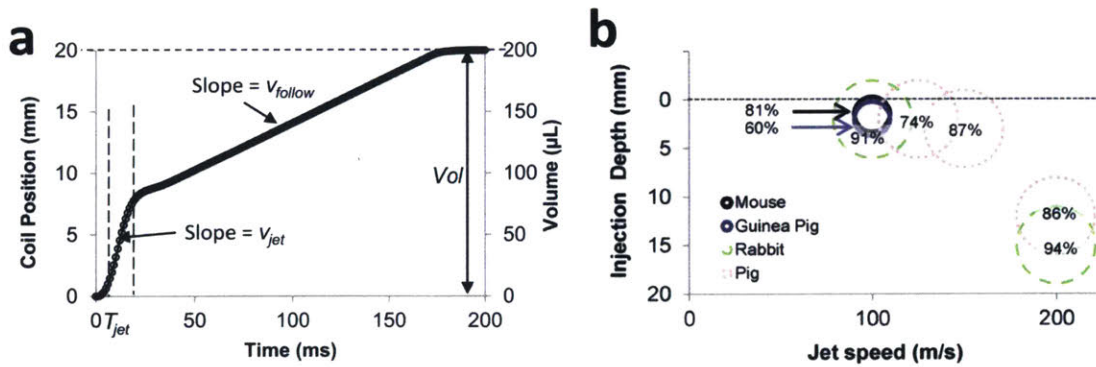 a
Coil Position (mm)
20
15
10
5
0
Slope = v_follow
Slope = v_jet
Vol
200
150
100
50
0
Volume (µL)
0 T_jet 50 100 150 200
Time (ms)
b
Injection Depth (mm)
0
5
10
15
20
81%
60%
91%
74%
87%
86%
94%
Mouse
Guinea Pig
Rabbit
Pig
0 100 200
Jet speed (m/s)